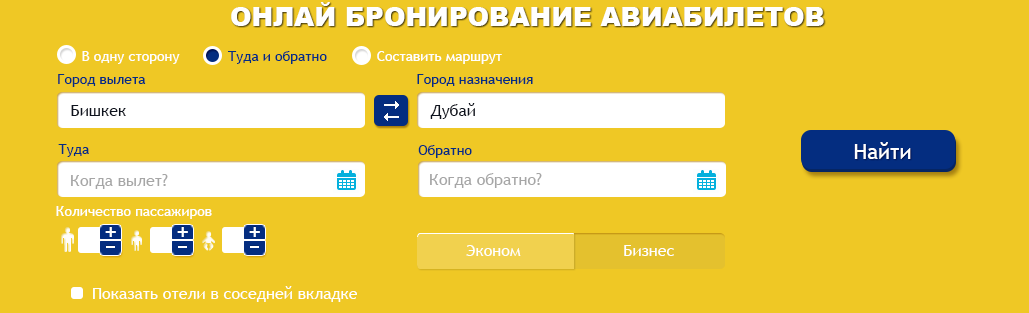 ОНЛАЙ БРОНИРОВАНИЕ АВИАБИЛЕТОВ
В одну сторону Туда и обратно Составить маршрут
Город вылета Город назначения
Бишкек Дубай
Найти
Туда Обратно
Когда вылет? Когда обратно?
Количество пассажиров
+ + +
− − −
Эконом Бизнес
Показать отели в соседней вкладке